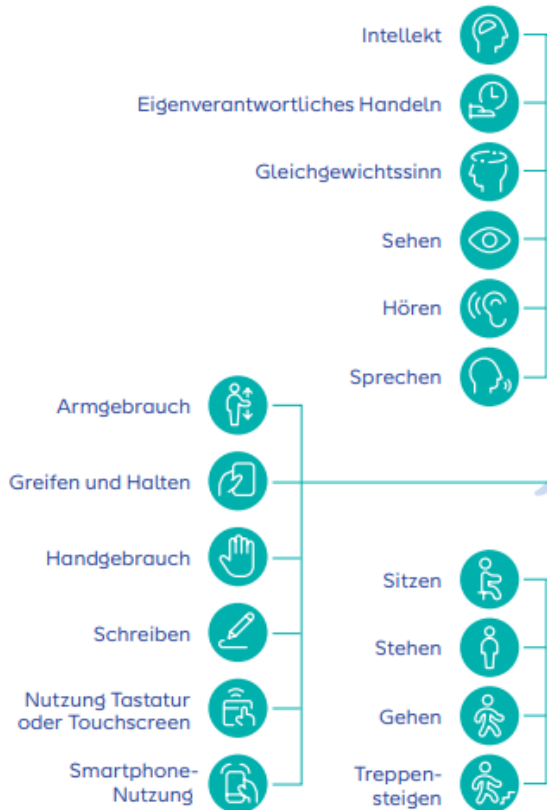 Intellekt
Eigenverantwortliches Handeln
Gleichgewichtssinn
Sehen
Hören
Sprechen
Armgebrauch
Greifen und Halten
Handgebrauch
Schreiben
Nutzung Tastatur
oder Touchscreen
Smartphone-
Nutzung
Sitzen
Stehen
Gehen
Treppen-
steigen